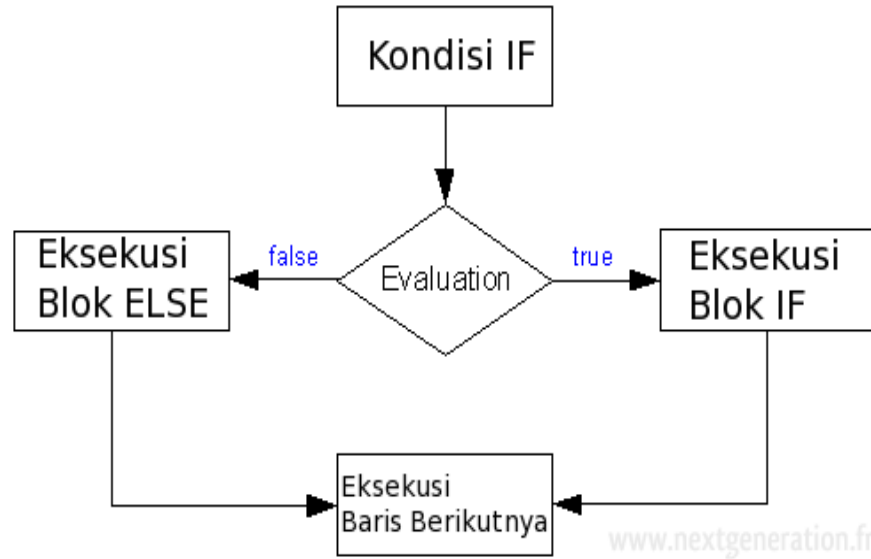 Kondisi IF
false
true
Evaluation
Eksekusi
Blok ELSE
Eksekusi
Blok IF
Eksekusi
Baris Berikutnya
www.nextgeneration.fr